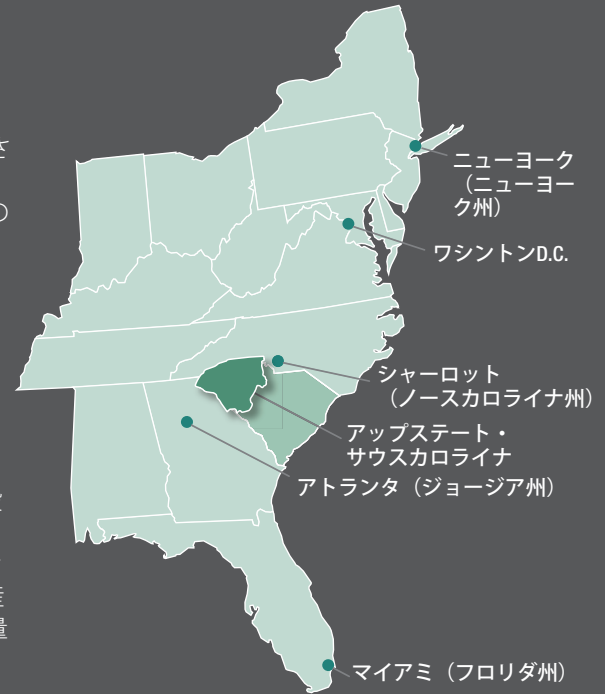 ニューヨーク
（ニューヨー
ク州）
ワシントンD.C.
シャーロット
（ノースカロライナ州）
アップステート・
サウスカロライナ
アトランタ（ジョージア州）
マイアミ（フロリダ州）
の